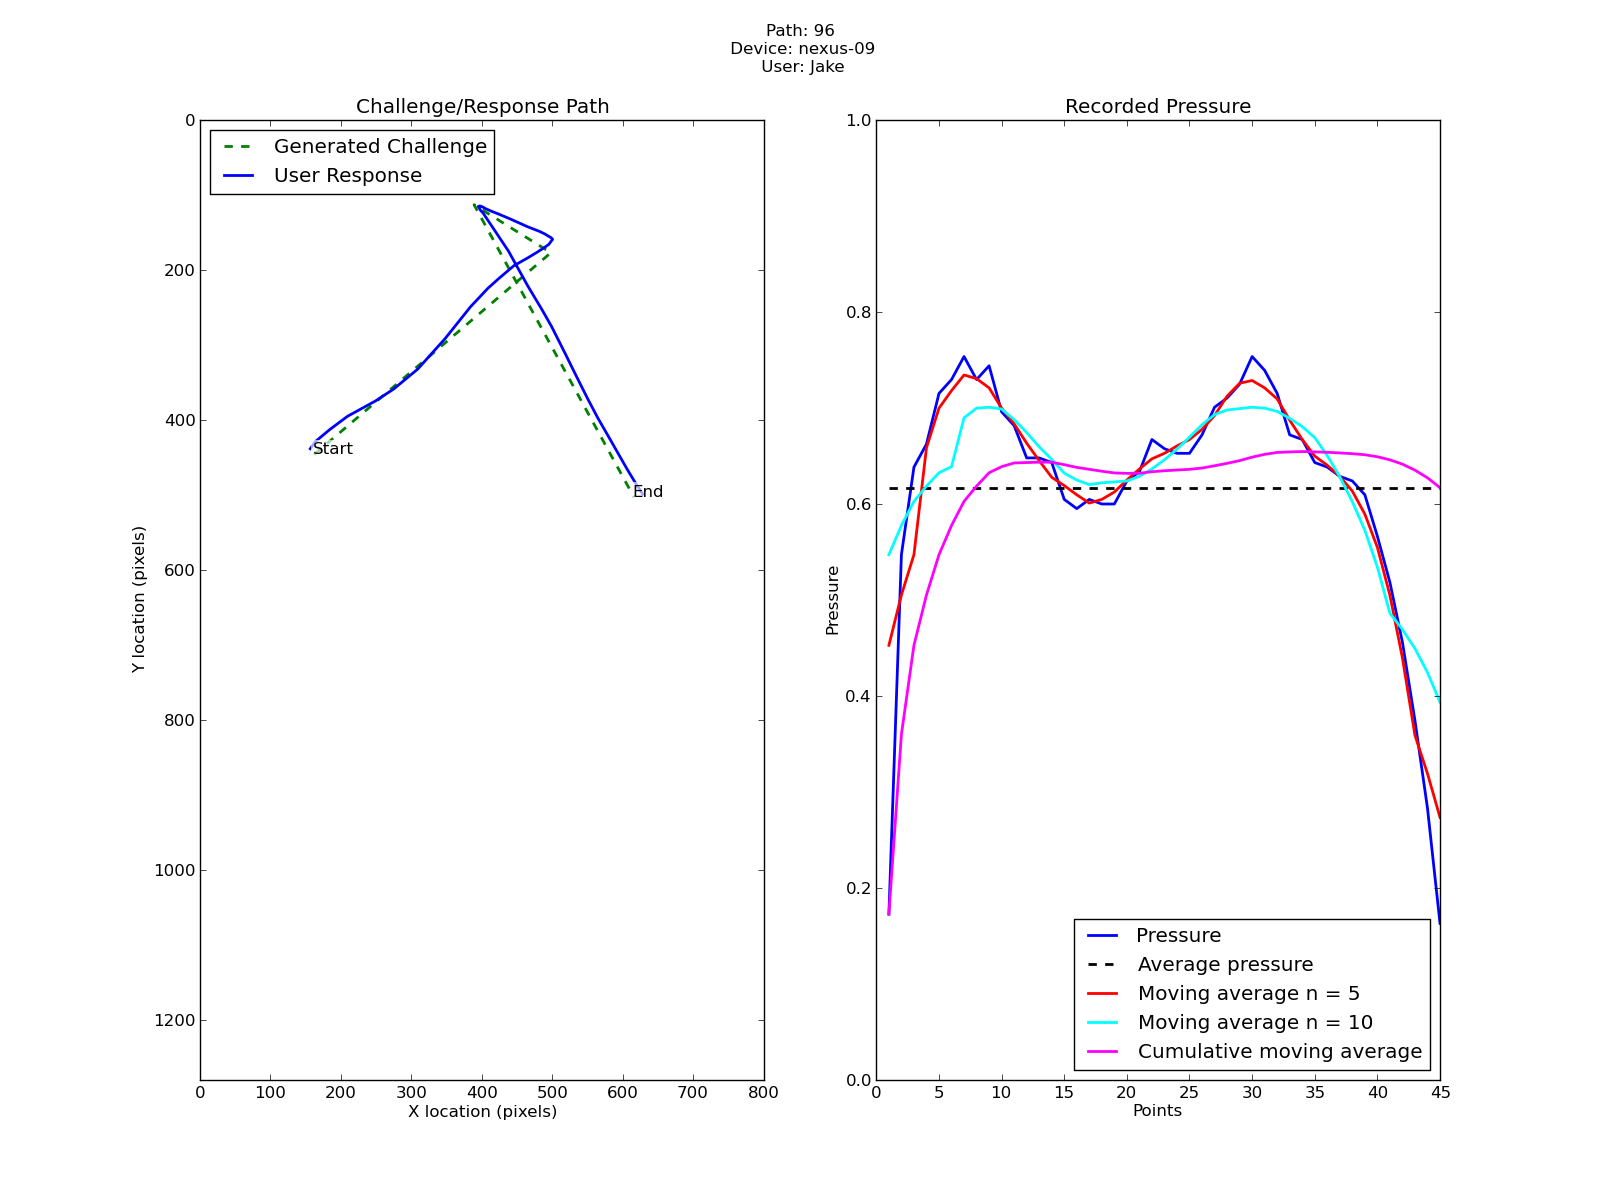 Path: 96
Device: nexus-09
User: Jake
Challenge/Response Path
Generated Challenge
User Response
Start
End
0
200
400
600
800
1000
1200
Y location (pixels)
0 100 200 300 400 500 600 700 800
X location (pixels)
Recorded Pressure
1.0
0.8
0.6
0.4
0.2
0.0
Pressure
Pressure
Average pressure
Moving average n = 5
Moving average n = 10
Cumulative moving average
0 5 10 15 20 25 30 35 40 45
Points